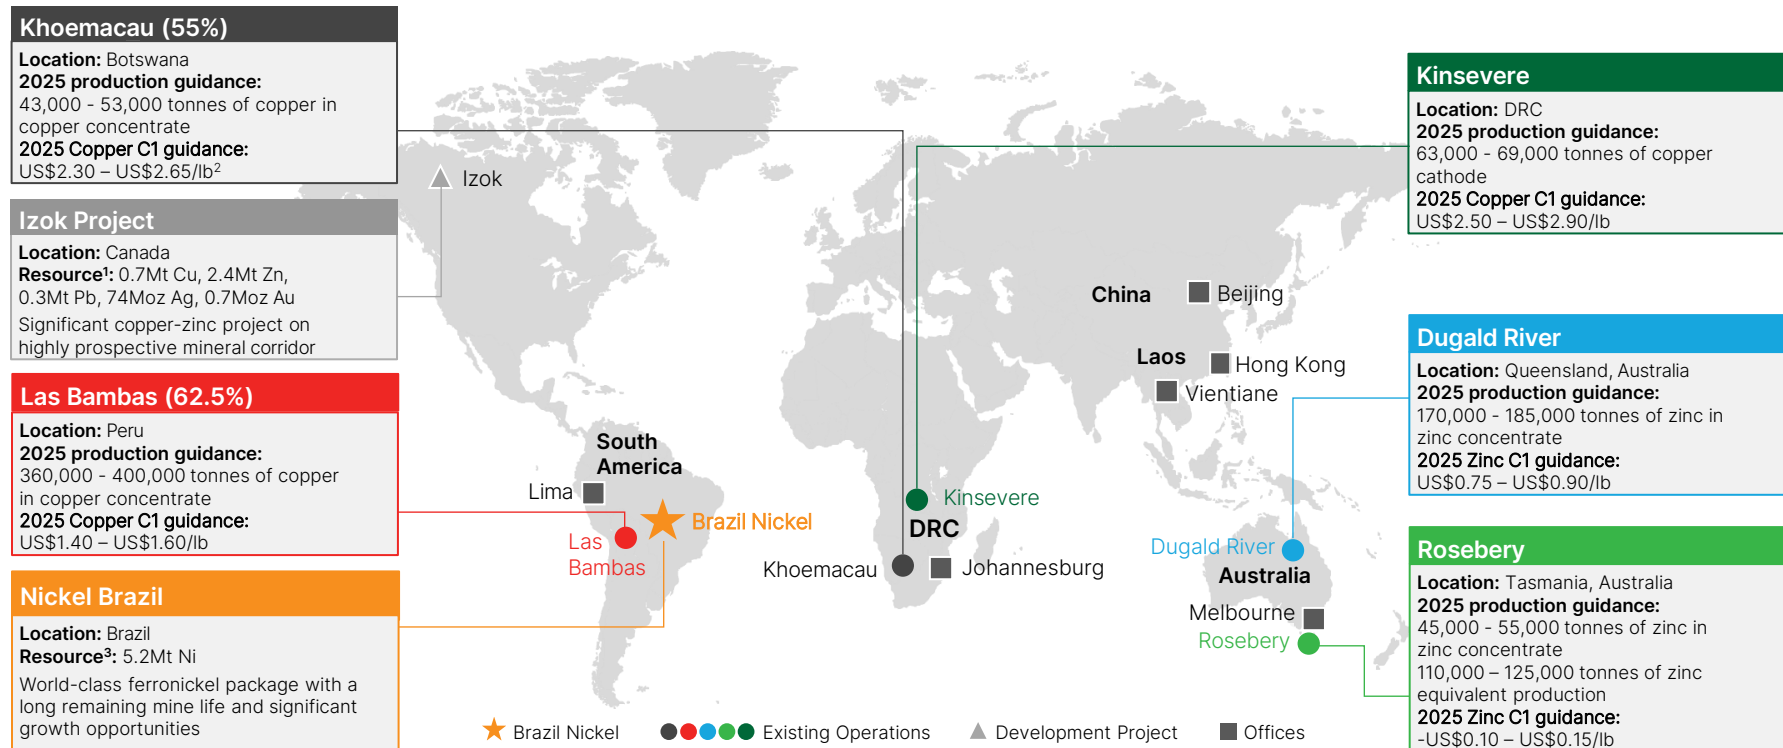 Khoemacau (55%)
Location: Botswana
2025 production guidance:
43,000 - 53,000 tonnes of copper in
copper concentrate
2025 Copper C1 guidance:
US$2.30 – US$2.65/lb²
Izok Project
Location: Canada
Resource¹: 0.7Mt Cu, 2.4Mt Zn,
0.3Mt Pb, 74Moz Ag, 0.7Moz Au
Significant copper-zinc project on
highly prospective mineral corridor
Las Bambas (62.5%)
Location: Peru
2025 production guidance:
360,000 - 400,000 tonnes of copper
in copper concentrate
2025 Copper C1 guidance:
US$1.40 – US$1.60/lb
Nickel Brazil
Location: Brazil
Resource³: 5.2Mt Ni
World-class ferronickel package with a
long remaining mine life and significant
growth opportunities
Izok
South
America
Lima
Brazil Nickel
Las
Bambas
Kinsevere
DRC
Khoemacau
Johannesburg
China
Beijing
Laos
Hong Kong
Vientiane
Dugald River
Australia
Melbourne
Rosebery
Kinsevere
Location: DRC
2025 production guidance:
63,000 - 69,000 tonnes of copper
cathode
2025 Copper C1 guidance:
US$2.50 – US$2.90/lb
Dugald River
Location: Queensland, Australia
2025 production guidance:
170,000 - 185,000 tonnes of zinc in
zinc concentrate
2025 Zinc C1 guidance:
US$0.75 – US$0.90/lb
Rosebery
Location: Tasmania, Australia
2025 production guidance:
45,000 - 55,000 tonnes of zinc in
zinc concentrate
110,000 – 125,000 tonnes of zinc
equivalent production
2025 Zinc C1 guidance:
-US$0.10 – US$0.15/lb
Brazil Nickel
Existing Operations
Development Project
Offices